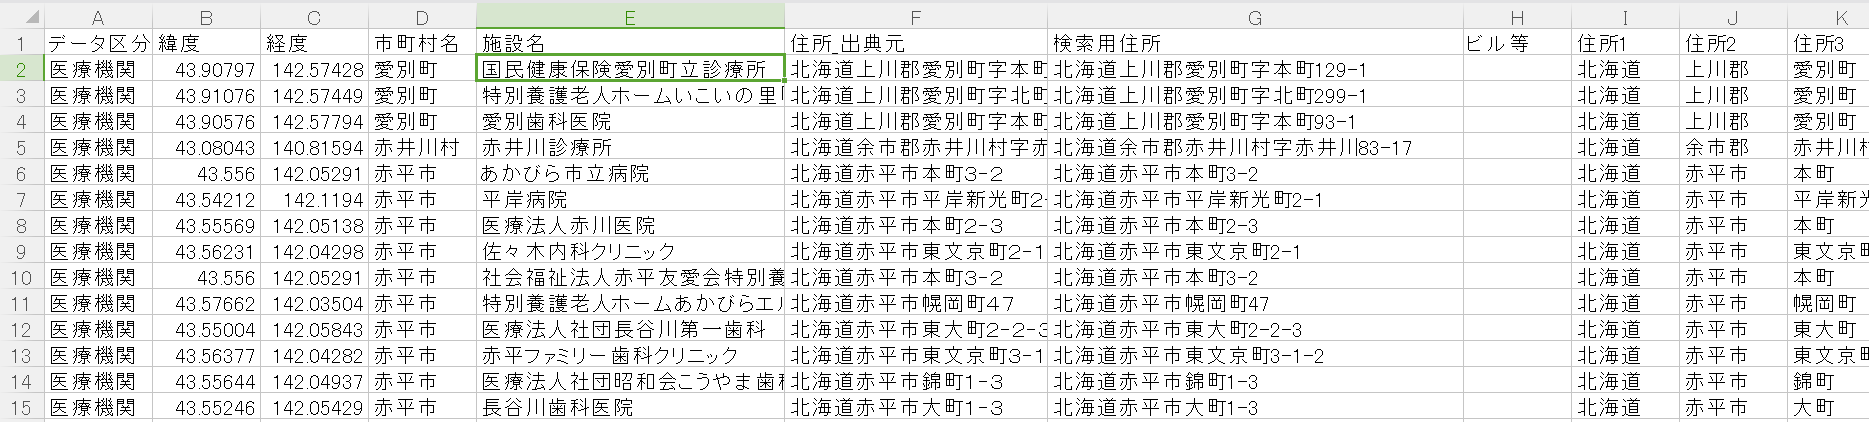 A B C D E F G H I J K
1 データ区分 緯度 経度 市町村名 施設名 住所_出典元 検索用住所 ビル等 住所1 住所2 住所3
2 医療機関 43.90797 142.57428 愛別町 国民健康保険愛別町立診療所 北海道上川郡愛別町字本町 北海道上川郡愛別町字本町129-1 北海道 上川郡 愛別町
3 医療機関 43.91076 142.57449 愛別町 特別養護老人ホームいこいの里「 北海道上川郡愛別町字北町 北海道上川郡愛別町字北町299-1 北海道 上川郡 愛別町
4 医療機関 43.90576 142.57794 愛別町 愛別歯科医院 北海道上川郡愛別町字本町 北海道上川郡愛別町字本町93-1 北海道 上川郡 愛別町
5 医療機関 43.08043 140.81594 赤井川村 赤井川診療所 北海道余市郡赤井川村字赤 北海道余市郡赤井川村字赤井川83-17 北海道 余市郡 赤井川村
6 医療機関 43.556 142.05291 赤平市 あかびら市立病院 北海道赤平市本町3-2 北海道赤平市本町3-2 北海道 赤平市 本町
7 医療機関 43.54212 142.1194 赤平市 平岸病院 北海道赤平市平岸新光町2- 北海道赤平市平岸新光町2-1 北海道 赤平市 平岸新光
8 医療機関 43.55569 142.05138 赤平市 医療法人赤川医院 北海道赤平市本町2-3 北海道赤平市本町2-3 北海道 赤平市 本町
9 医療機関 43.56231 142.04298 赤平市 佐々木内科クリニック 北海道赤平市東文京町2-1 北海道赤平市東文京町2-1 北海道 赤平市 東文京町
10 医療機関 43.556 142.05291 赤平市 社会福祉法人赤平友愛会特別養 北海道赤平市本町3-2 北海道赤平市本町3-2 北海道 赤平市 本町
11 医療機関 43.57662 142.03504 赤平市 特別養護老人ホームあかびらエル 北海道赤平市幌岡町47 北海道赤平市幌岡町47 北海道 赤平市 幌岡町
12 医療機関 43.55004 142.05843 赤平市 医療法人社団長谷川第一歯科 北海道赤平市東大町2-2-3 北海道赤平市東大町2-2-3 北海道 赤平市 東大町
13 医療機関 43.56377 142.04282 赤平市 赤平ファミリー歯科クリニック 北海道赤平市東文京町3-1 北海道赤平市東文京町3-1-2 北海道 赤平市 東文京町
14 医療機関 43.55644 142.04937 赤平市 医療法人社団昭和会こうやま歯科 北海道赤平市錦町1-3 北海道赤平市錦町1-3 北海道 赤平市 錦町
15 医療機関 43.55246 142.05429 赤平市 長谷川歯科医院 北海道赤平市大町1-3 北海道赤平市大町1-3 北海道 赤平市 大町